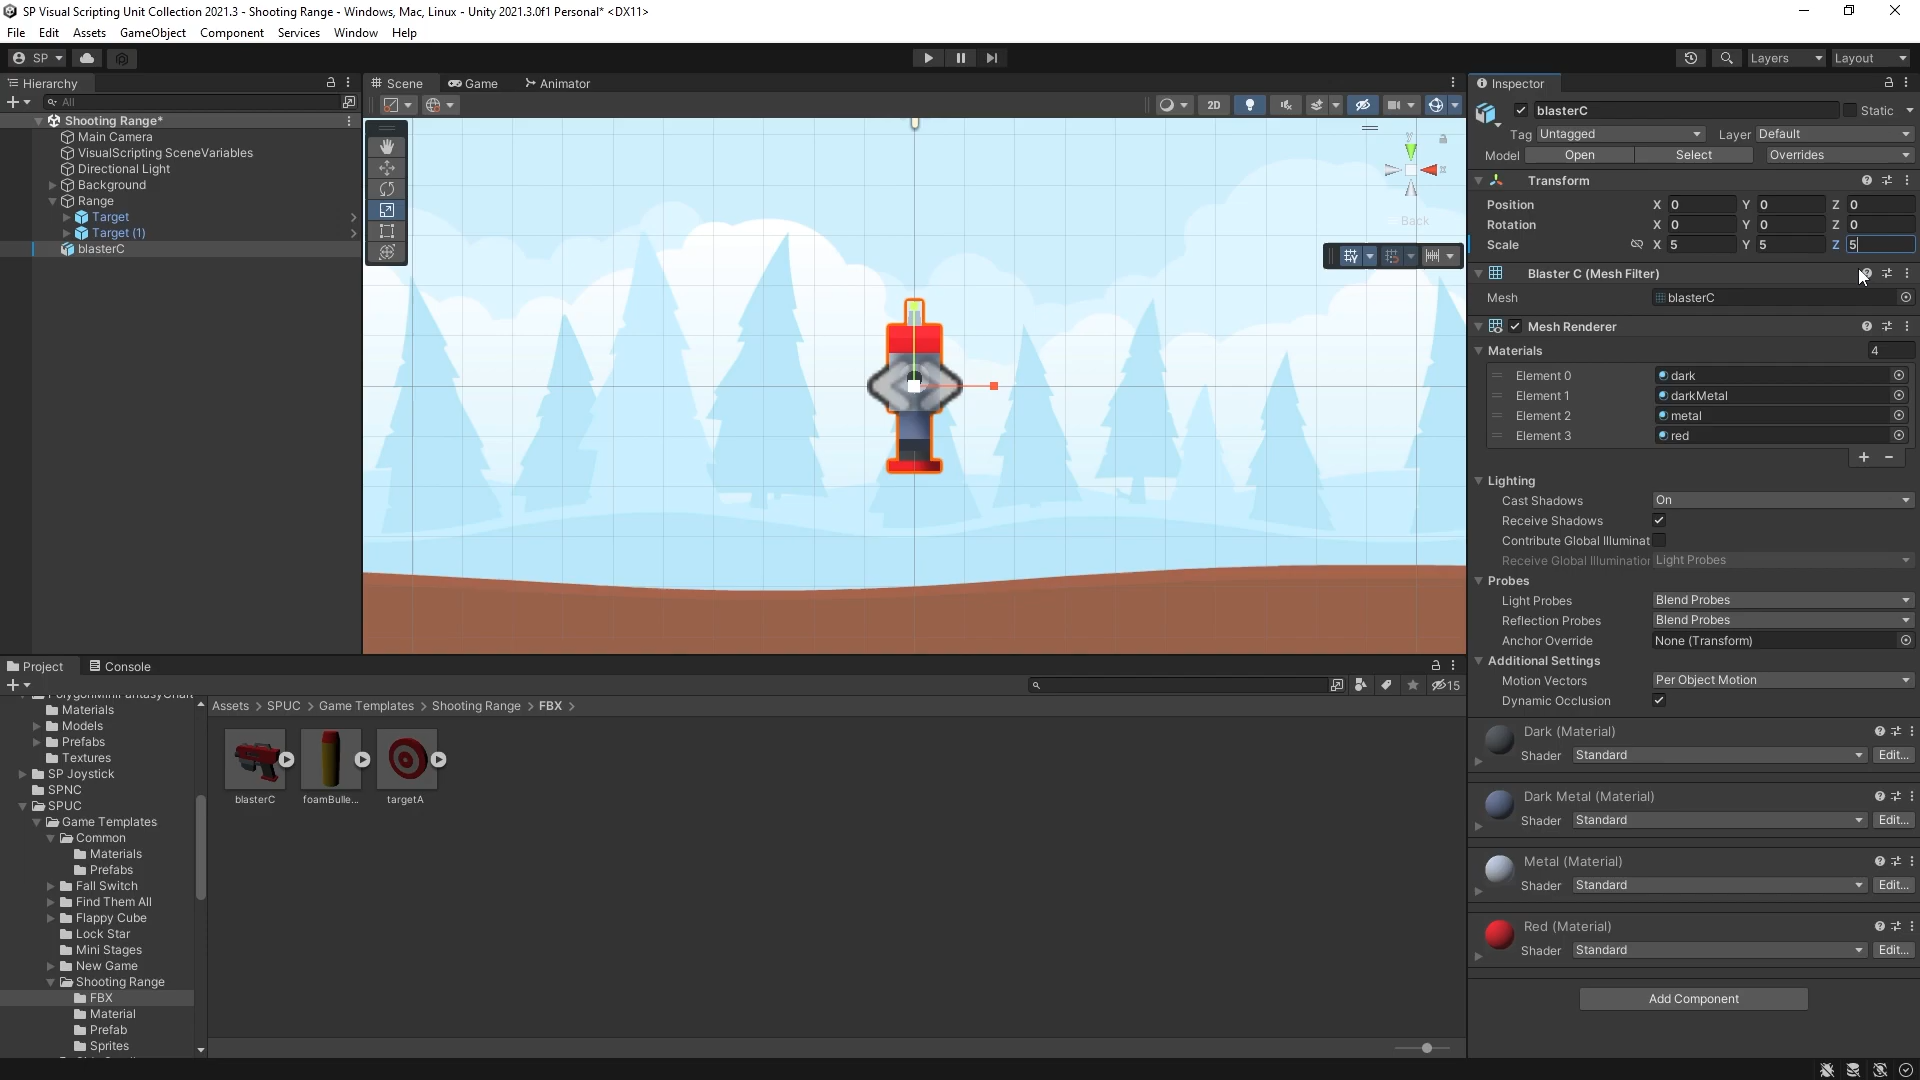 SP Visual Scripting Unit Collection 2021.3 - Shooting Range - Windows, Mac, Linux - Unity 2021.3.0f1 Personal* <DX11>
File Edit Assets GameObject Component Services Window Help
SP Layers Layout
Hierarchy
All
Shooting Range*
Main Camera
VisualScripting SceneVariables
Directional Light
Background
Range
Target
Target (1)
blasterC
Scene Game Animator
2D
y
x
Back
Inspector
blasterC Static
Tag Untagged Layer Default
Model Open Select Overrides
Transform
Position X 0 Y 0 Z 0
Rotation X 0 Y 0 Z 0
Scale X 5 Y 5 Z 5
Blaster C (Mesh Filter)
Mesh blasterC
Mesh Renderer
Materials 4
Element 0 dark
Element 1 darkMetal
Element 2 metal
Element 3 red
Lighting
Cast Shadows On
Receive Shadows
Contribute Global Illuminat
Receive Global Illumination Light Probes
Probes
Light Probes Blend Probes
Reflection Probes Blend Probes
Anchor Override None (Transform)
Additional Settings
Motion Vectors Per Object Motion
Dynamic Occlusion
Dark (Material)
Shader Standard Edit...
Dark Metal (Material)
Shader Standard Edit...
Metal (Material)
Shader Standard Edit...
Red (Material)
Shader Standard Edit...
Add Component
Project Console
15
Materials
Models
Prefabs
Textures
SP Joystick
SPNC
SPUC
Game Templates
Common
Materials
Prefabs
Fall Switch
Find Them All
Flappy Cube
Lock Star
Mini Stages
New Game
Shooting Range
FBX
Material
Prefab
Sprites
Assets > SPUC > Game Templates > Shooting Range > FBX >
blasterC foamBulle... targetA